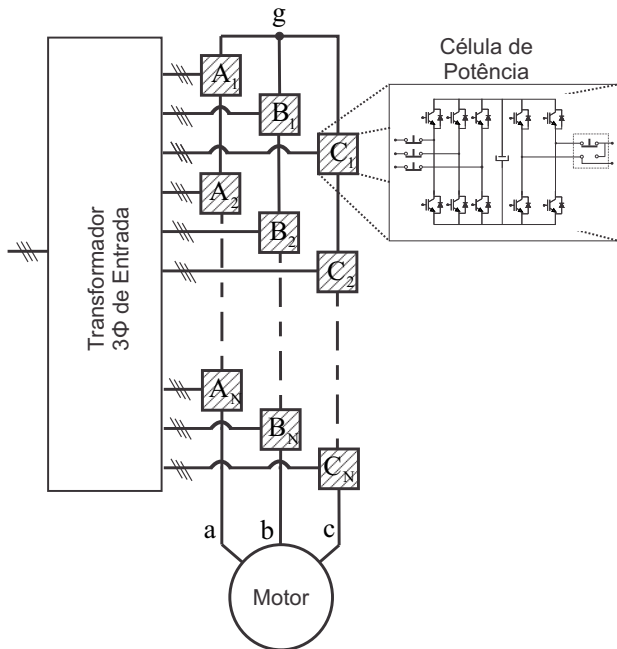 g
Célula de
Potência
A1
B1
C1
A2
B2
C2
Transformador
3Φ de Entrada
AN
BN
CN
a
b
c
Motor